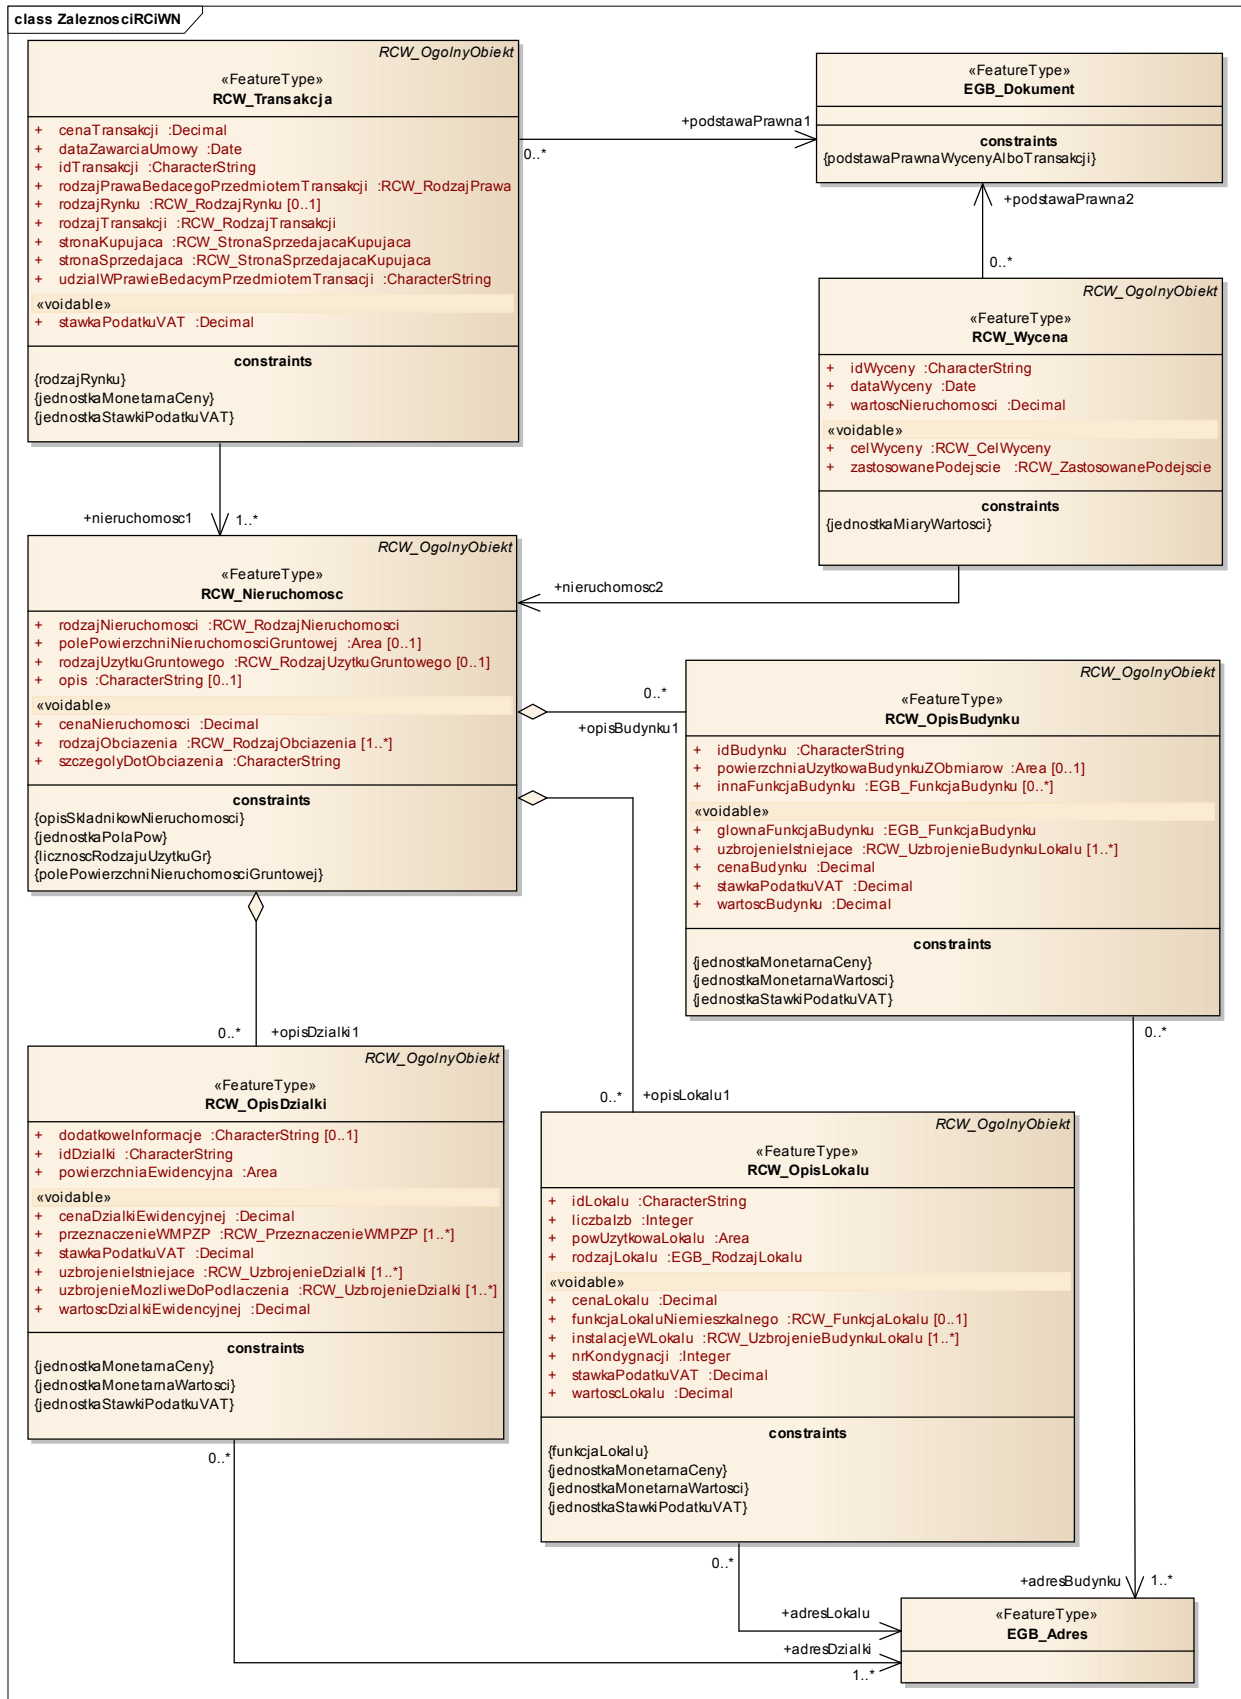 class ZaleznosciRCiWN
RCW_OgolnyObiekt
«FeatureType»
RCW_Transakcja
+ cenaTransakcji :Decimal
+ dataZawarciaUmowy :Date
+ idTransakcji :CharacterString
+ rodzajPrawaBedacegoPrzedmiotemTransakcji :RCW_RodzajPrawa
+ rodzajRynku :RCW_RodzajRynku [0..1]
+ rodzajTransakcji :RCW_RodzajTransakcji
+ stronaKupujaca :RCW_StronaSprzedajacaKupujaca
+ stronaSprzedajaca :RCW_StronaSprzedajacaKupujaca
+ udzialWPrawieBedacymPrzedmiotemTransacji :CharacterString
«voidable»
+ stawkaPodatkuVAT :Decimal
constraints
{rodzajRynku}
{jednostkaMonetarnaCeny}
{jednostkaStawkiPodatkuVAT}
+podstawaPrawna1
0..*
«FeatureType»
EGB_Dokument
constraints
{podstawaPrawnaWycenyAlboTransakcji}
+podstawaPrawna2
0..*
RCW_OgolnyObiekt
«FeatureType»
RCW_Wycena
+ idWyceny :CharacterString
+ dataWyceny :Date
+ wartoscNieruchomosci :Decimal
«voidable»
+ celWyceny :RCW_CelWyceny
+ zastosowanePodejscie :RCW_ZastosowanePodejscie
constraints
{jednostkaMiaryWartosci}
+nieruchomosc1
1..*
+nieruchomosc2
RCW_OgolnyObiekt
«FeatureType»
RCW_Nieruchomosc
+ rodzajNieruchomosci :RCW_RodzajNieruchomosci
+ polePowierzchniNieruchomosciGruntowej :Area [0..1]
+ rodzajUzytkuGruntowego :RCW_RodzajUzytkuGruntowego [0..1]
+ opis :CharacterString [0..1]
«voidable»
+ cenaNieruchomosci :Decimal
+ rodzajObciazenia :RCW_RodzajObciazenia [1..*]
+ szczegolyDotObciazenia :CharacterString
constraints
{opisSkladnikowNieruchomosci}
{jednostkaPolaPow}
{licznoscRodzajuUzytkuGr}
{polePowierzchniNieruchomosciGruntowej}
0..*
+opisBudynku1
RCW_OgolnyObiekt
«FeatureType»
RCW_OpisBudynku
+ idBudynku :CharacterString
+ powierzchniaUzytkowaBudynkuZObmiarow :Area [0..1]
+ innaFunkcjaBudynku :EGB_FunkcjaBudynku [0..*]
«voidable»
+ glownaFunkcjaBudynku :EGB_FunkcjaBudynku
+ uzbrojenieIstniejace :RCW_UzbrojenieBudynkuLokalu [1..*]
+ cenaBudynku :Decimal
+ stawkaPodatkuVAT :Decimal
+ wartoscBudynku :Decimal
constraints
{jednostkaMonetarnaCeny}
{jednostkaMonetarnaWartosci}
{jednostkaStawkiPodatkuVAT}
0..*
0..*
+opisDzialki1
RCW_OgolnyObiekt
«FeatureType»
RCW_OpisDzialki
+ dodatkoweInformacje :CharacterString [0..1]
+ idDzialki :CharacterString
+ powierzchniaEwidencyjna :Area
«voidable»
+ cenaDzialkiEwidencyjnej :Decimal
+ przeznaczenieWMPZP :RCW_PrzeznaczenieWMPZP [1..*]
+ stawkaPodatkuVAT :Decimal
+ uzbrojenieIstniejace :RCW_UzbrojenieDzialki [1..*]
+ uzbrojenieMozliweDoPodlaczenia :RCW_UzbrojenieDzialki [1..*]
+ wartoscDzialkiEwidencyjnej :Decimal
constraints
{jednostkaMonetarnaCeny}
{jednostkaMonetarnaWartosci}
{jednostkaStawkiPodatkuVAT}
0..*
0..*
+opisLokalu1
RCW_OgolnyObiekt
«FeatureType»
RCW_OpisLokalu
+ idLokalu :CharacterString
+ liczbaIzb :Integer
+ powUzytkowaLokalu :Area
+ rodzajLokalu :EGB_RodzajLokalu
«voidable»
+ cenaLokalu :Decimal
+ funkcjaLokaluNiemieszkalnego :RCW_FunkcjaLokalu [0..1]
+ instalacjeWLokalu :RCW_UzbrojenieBudynkuLokalu [1..*]
+ nrKondygnacji :Integer
+ stawkaPodatkuVAT :Decimal
+ wartoscLokalu :Decimal
constraints
{funkcjaLokalu}
{jednostkaMonetarnaCeny}
{jednostkaMonetarnaWartosci}
{jednostkaStawkiPodatkuVAT}
0..*
+adresBudynku
1..*
+adresLokalu
+adresDzialki
1..*
«FeatureType»
EGB_Adres